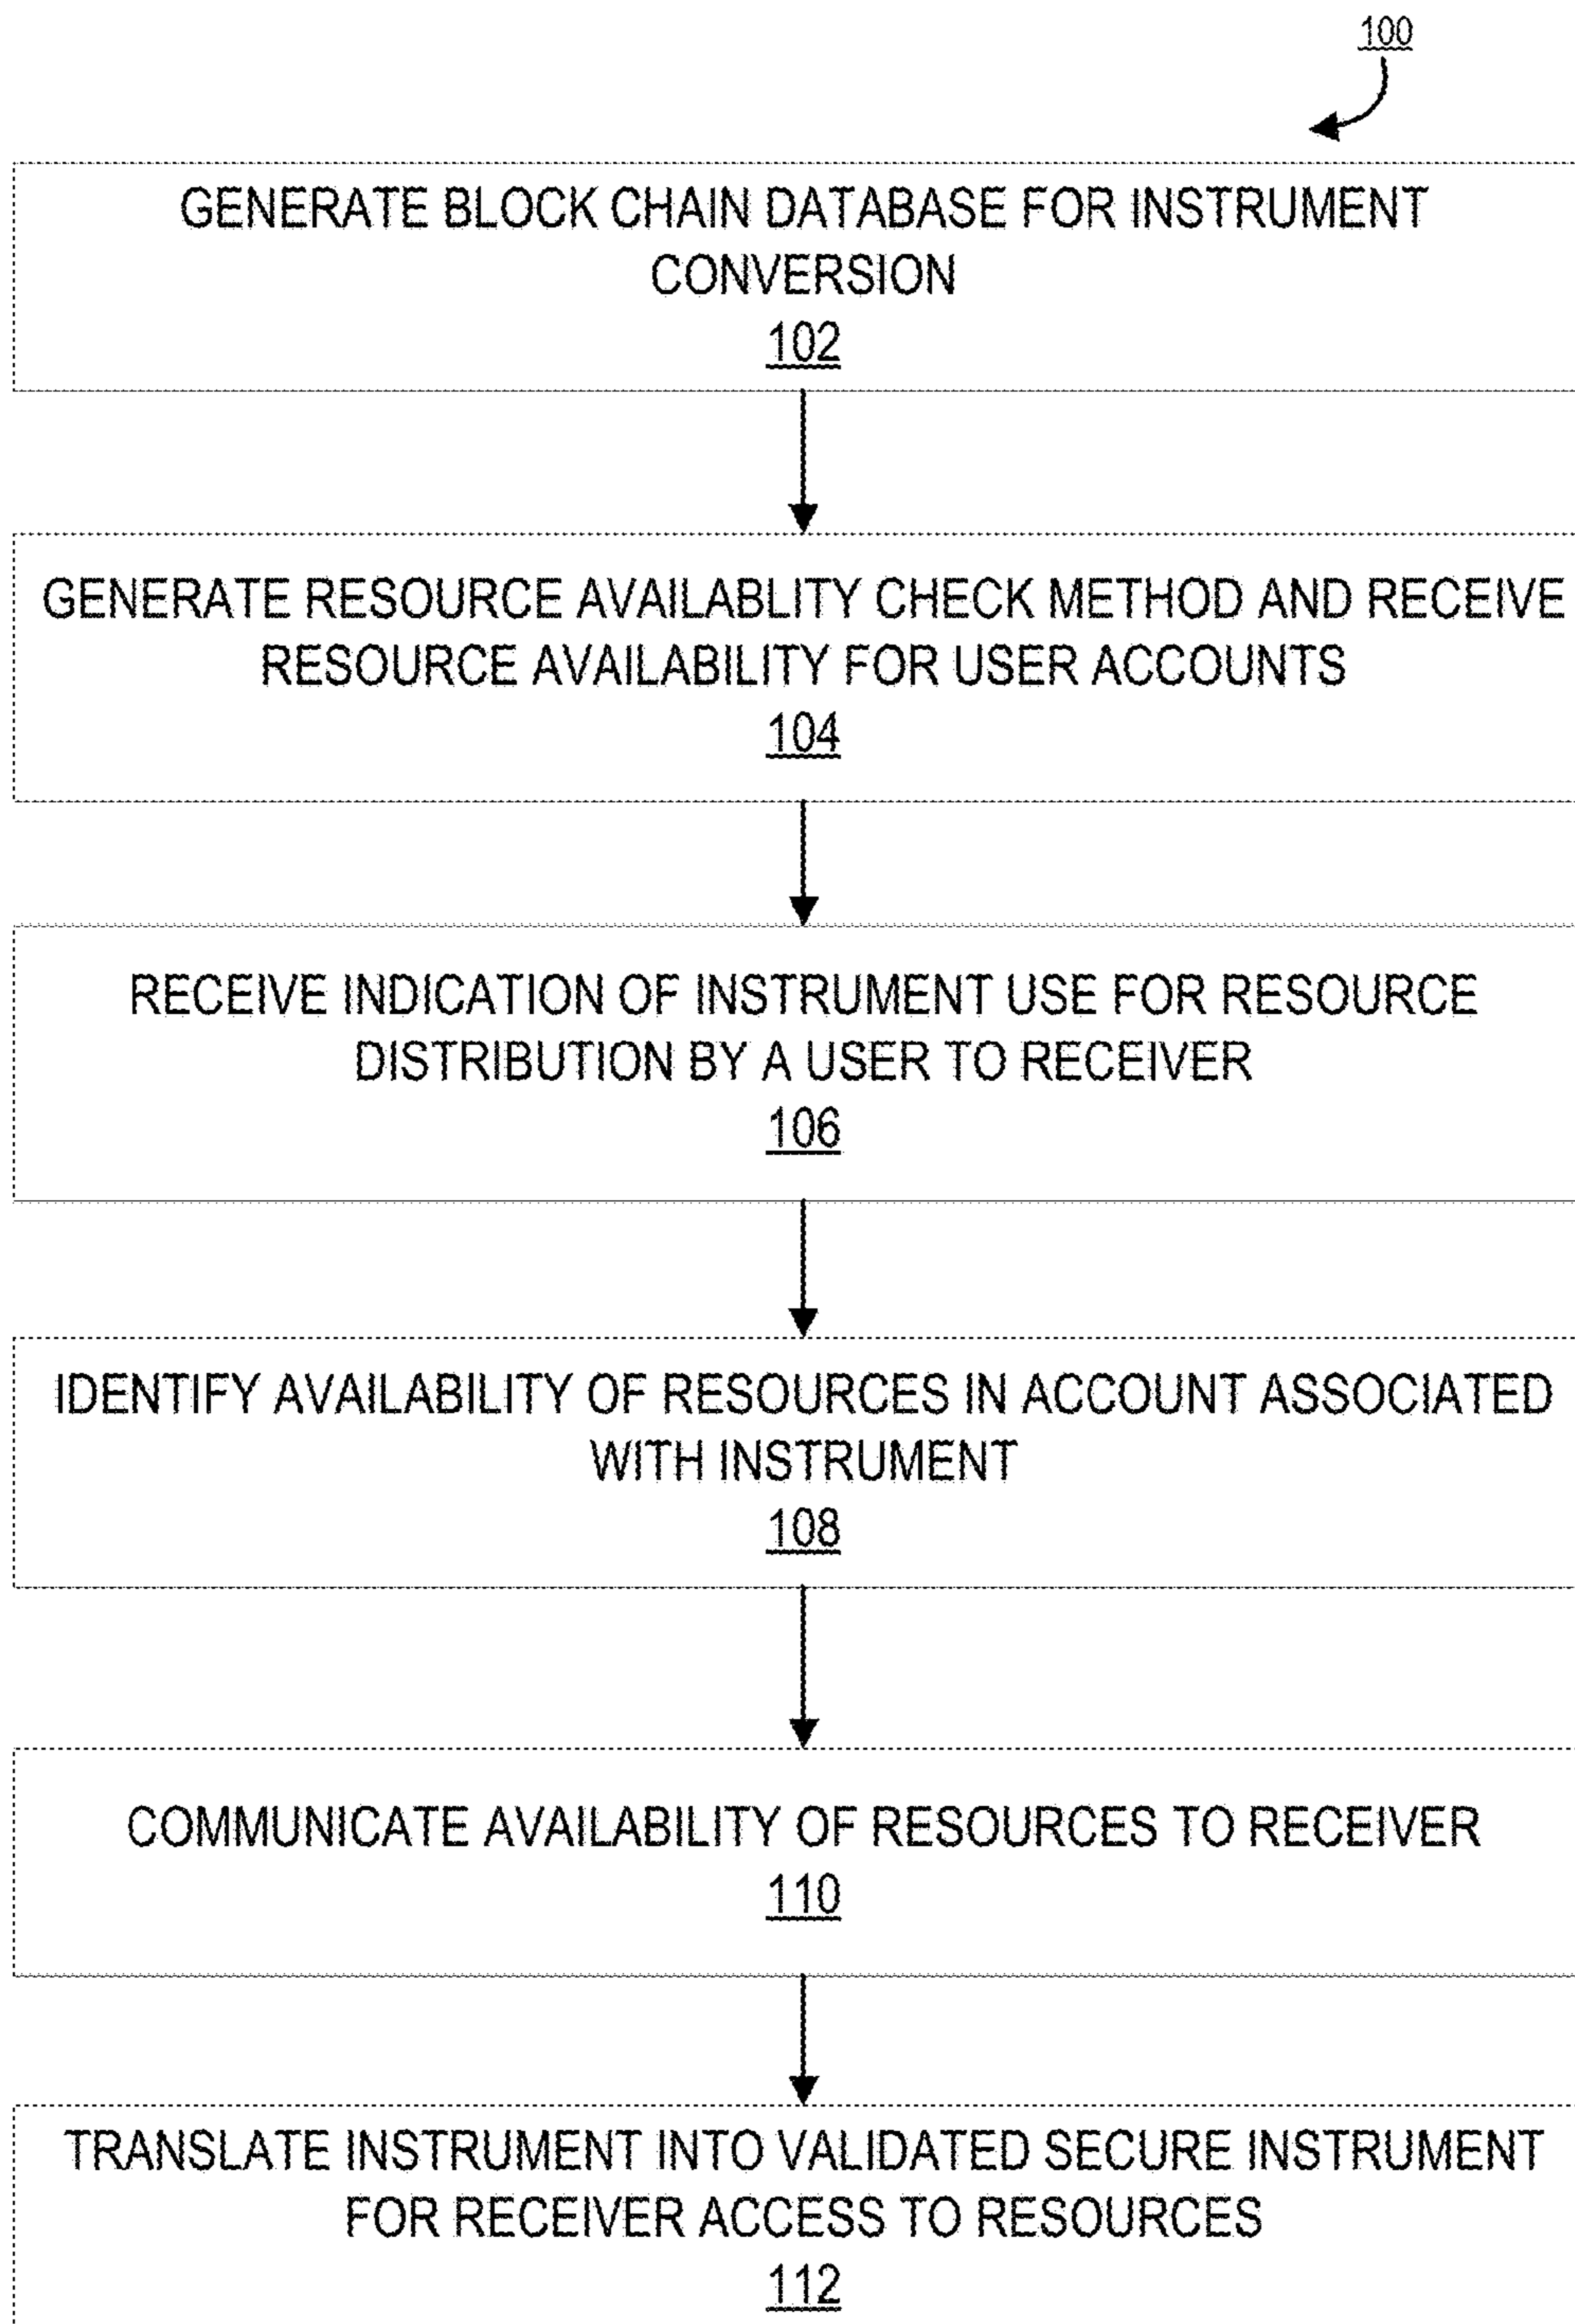 100
GENERATE BLOCK CHAIN DATABASE FOR INSTRUMENT
CONVERSION
102
GENERATE RESOURCE AVAILABLITY CHECK METHOD AND RECEIVE
RESOURCE AVAILABILITY FOR USER ACCOUNTS
104
RECEIVE INDICATION OF INSTRUMENT USE FOR RESOURCE
DISTRIBUTION BY A USER TO RECEIVER
106
IDENTIFY AVAILABILITY OF RESOURCES IN ACCOUNT ASSOCIATED
WITH INSTRUMENT
108
COMMUNICATE AVAILABILITY OF RESOURCES TO RECEIVER
110
TRANSLATE INSTRUMENT INTO VALIDATED SECURE INSTRUMENT
FOR RECEIVER ACCESS TO RESOURCES
112